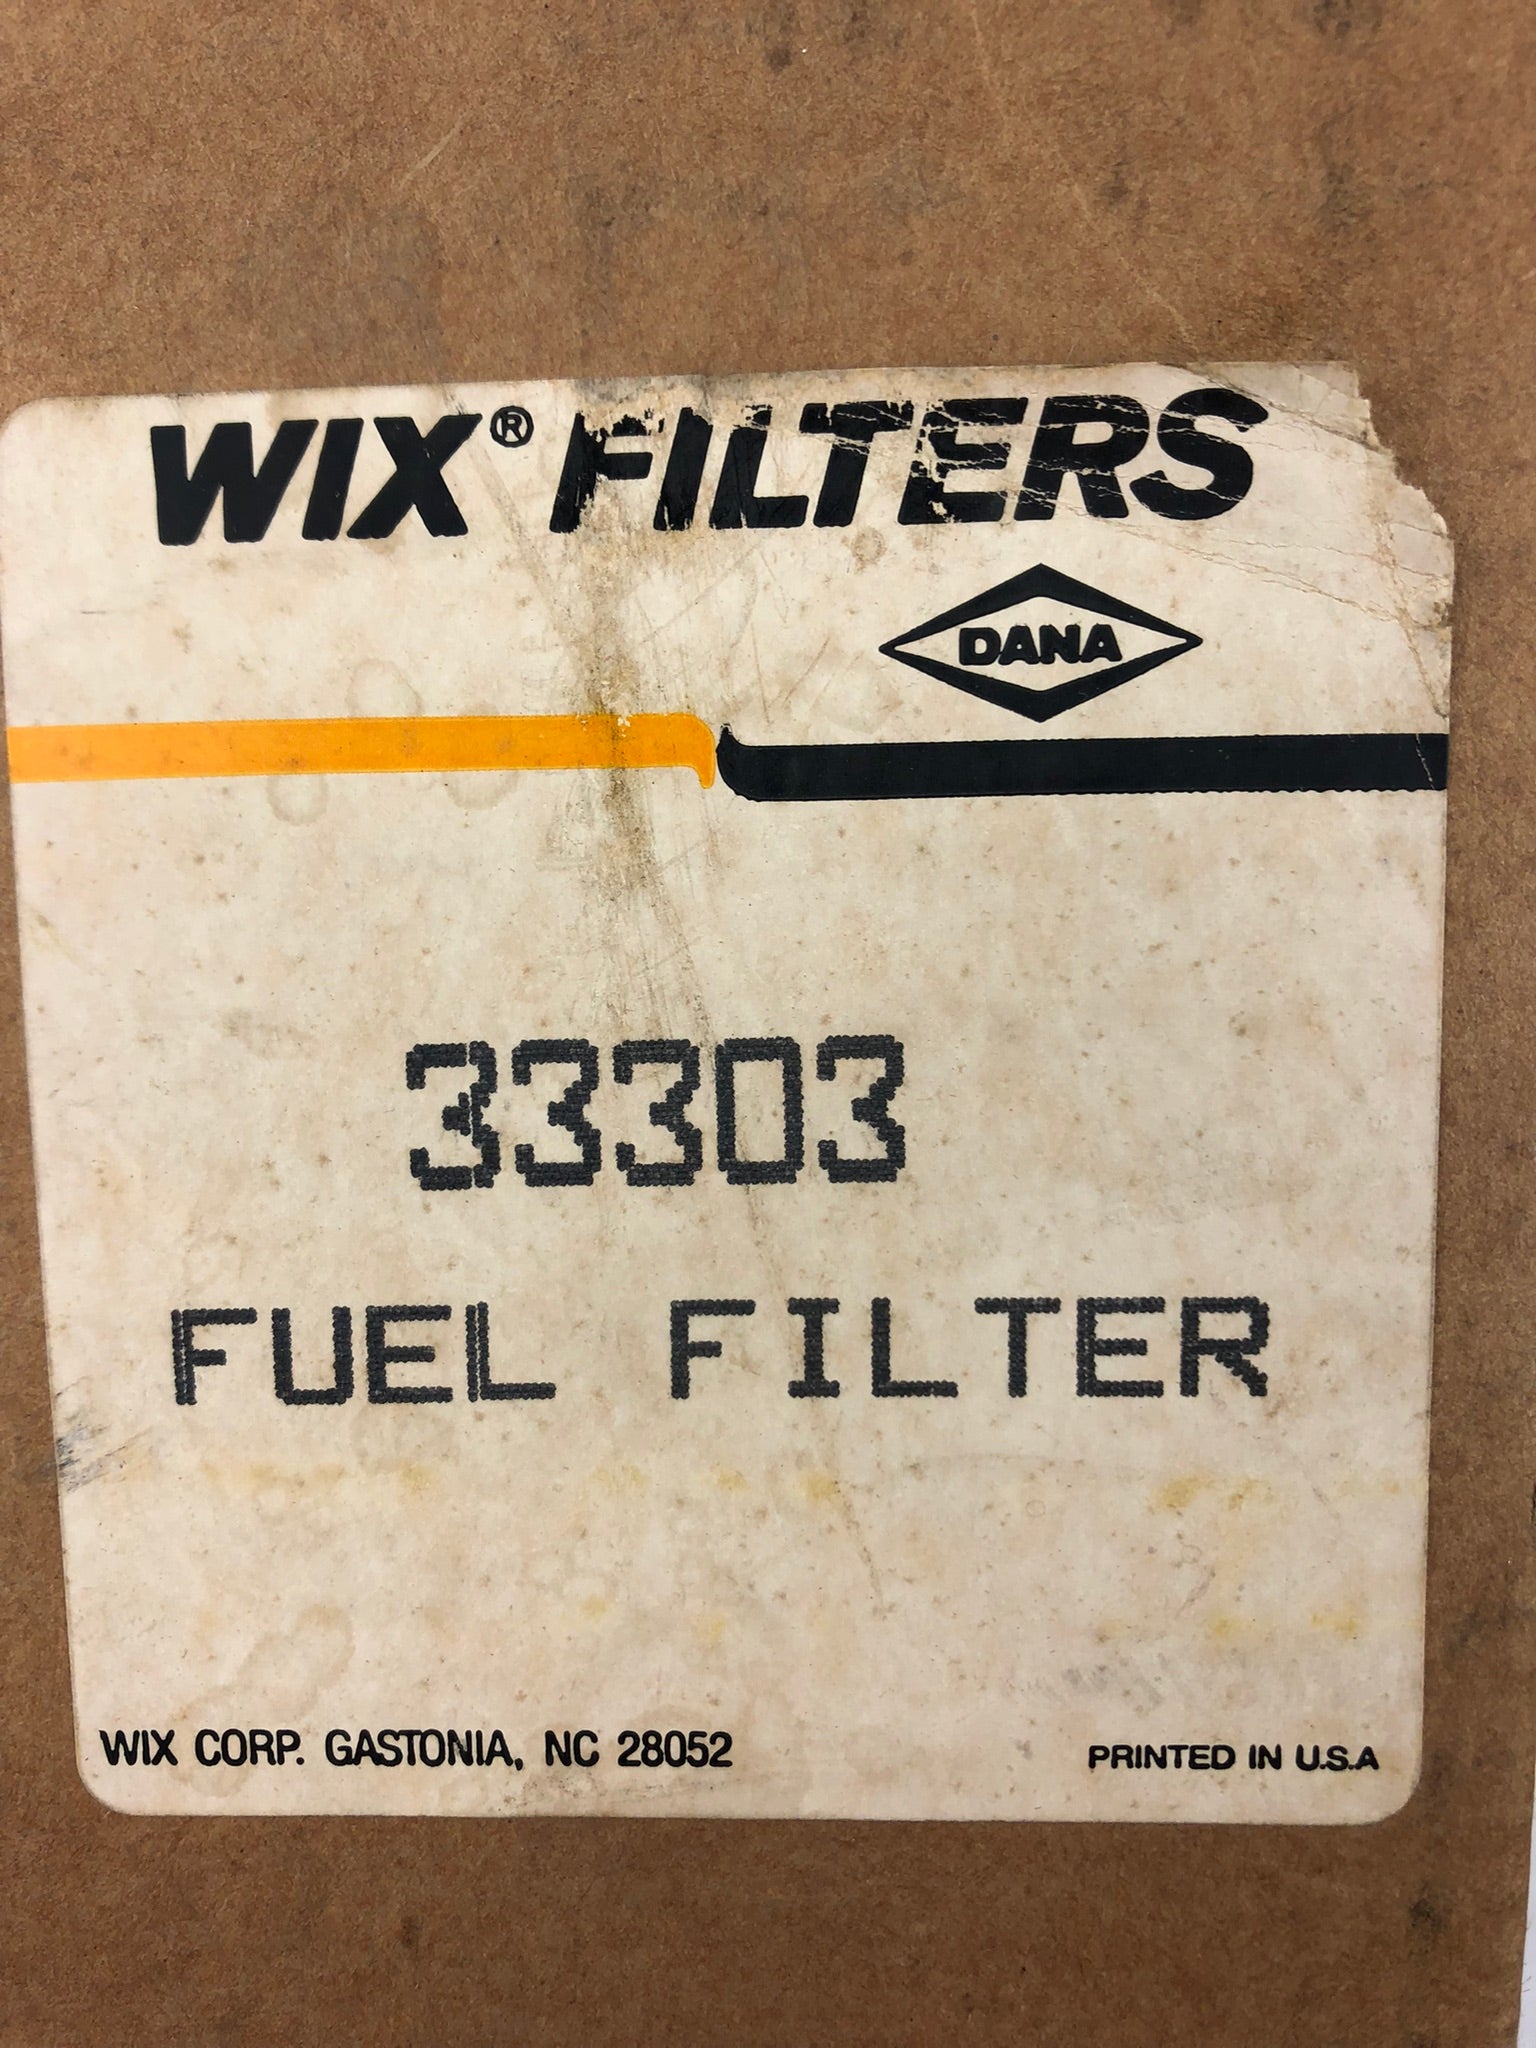 WIX® FILTERS
DANA
33303
FUEL FILTER
WIX CORP. GASTONIA, NC 28052
PRINTED IN U.S.A